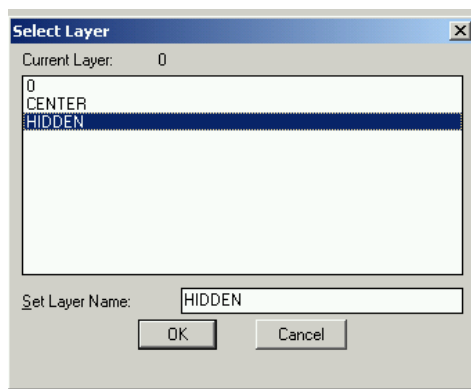 Select Layer
Current Layer: 0
0
CENTER
HIDDEN
Set Layer Name: HIDDEN
OK Cancel